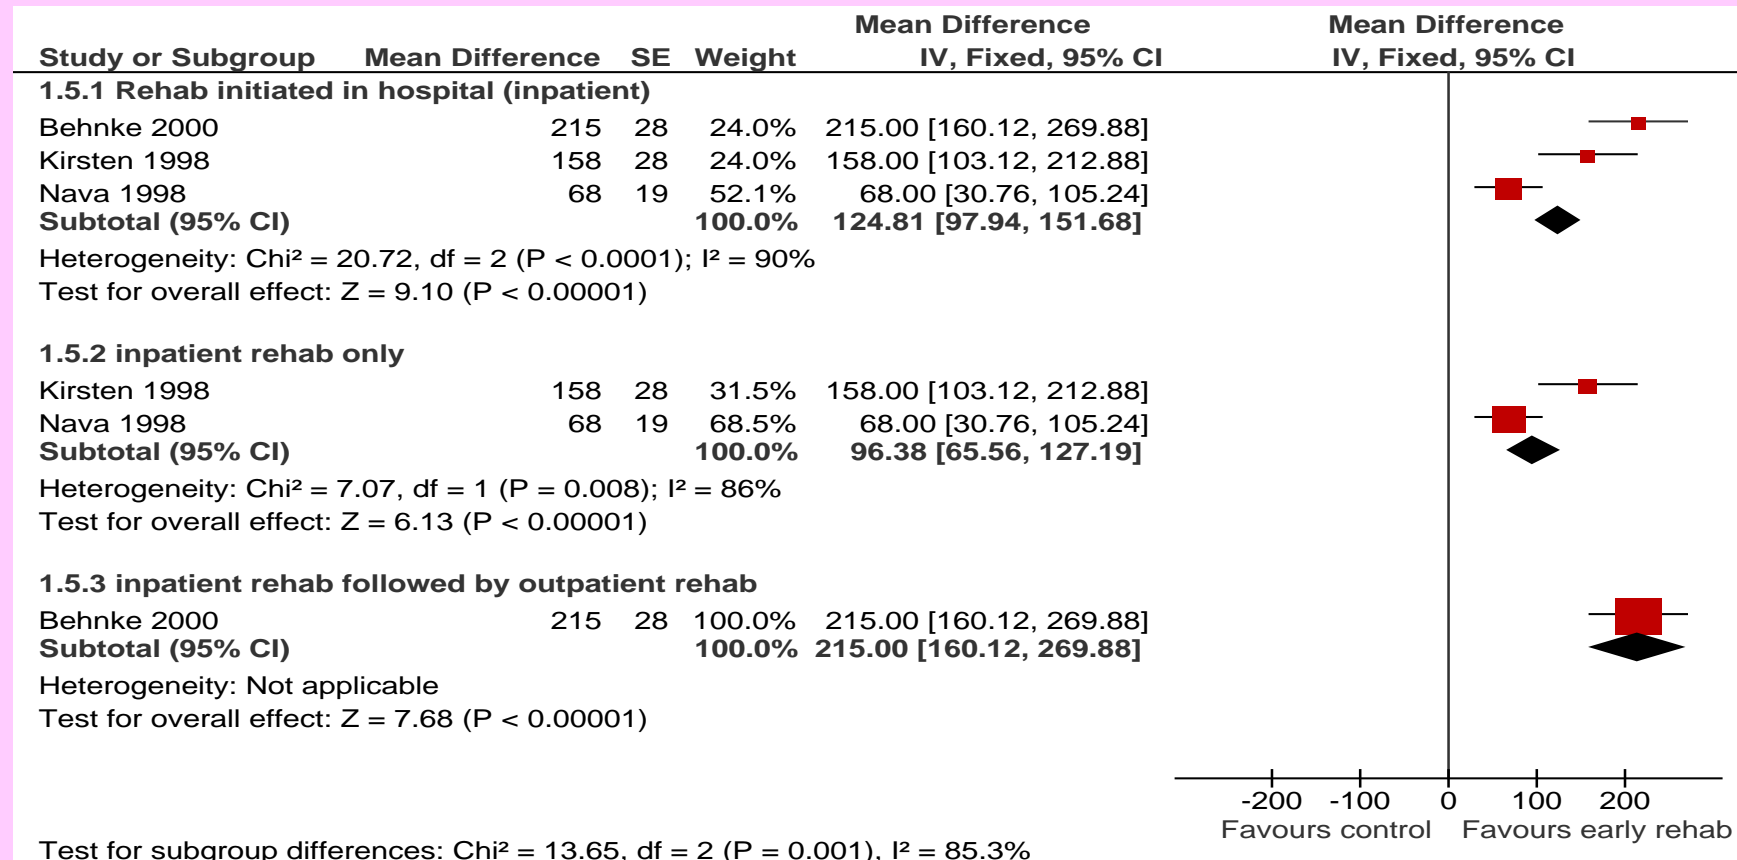 Mean Difference Mean Difference
Study or Subgroup Mean Difference SE Weight IV, Fixed, 95% CI IV, Fixed, 95% CI
1.5.1 Rehab initiated in hospital (inpatient)
Behnke 2000 215 28 24.0% 215.00 [160.12, 269.88]
Kirsten 1998 158 28 24.0% 158.00 [103.12, 212.88]
Nava 1998 68 19 52.1% 68.00 [30.76, 105.24]
Subtotal (95% CI) 100.0% 124.81 [97.94, 151.68]
Heterogeneity: Chi² = 20.72, df = 2 (P < 0.0001); I² = 90%
Test for overall effect: Z = 9.10 (P < 0.00001)
1.5.2 inpatient rehab only
Kirsten 1998 158 28 31.5% 158.00 [103.12, 212.88]
Nava 1998 68 19 68.5% 68.00 [30.76, 105.24]
Subtotal (95% CI) 100.0% 96.38 [65.56, 127.19]
Heterogeneity: Chi² = 7.07, df = 1 (P = 0.008); I² = 86%
Test for overall effect: Z = 6.13 (P < 0.00001)
1.5.3 inpatient rehab followed by outpatient rehab
Behnke 2000 215 28 100.0% 215.00 [160.12, 269.88]
Subtotal (95% CI) 100.0% 215.00 [160.12, 269.88]
Heterogeneity: Not applicable
Test for overall effect: Z = 7.68 (P < 0.00001)
-200 -100 0 100 200
Favours control Favours early rehab
Test for subgroup differences: Chi² = 13.65, df = 2 (P = 0.001), I² = 85.3%